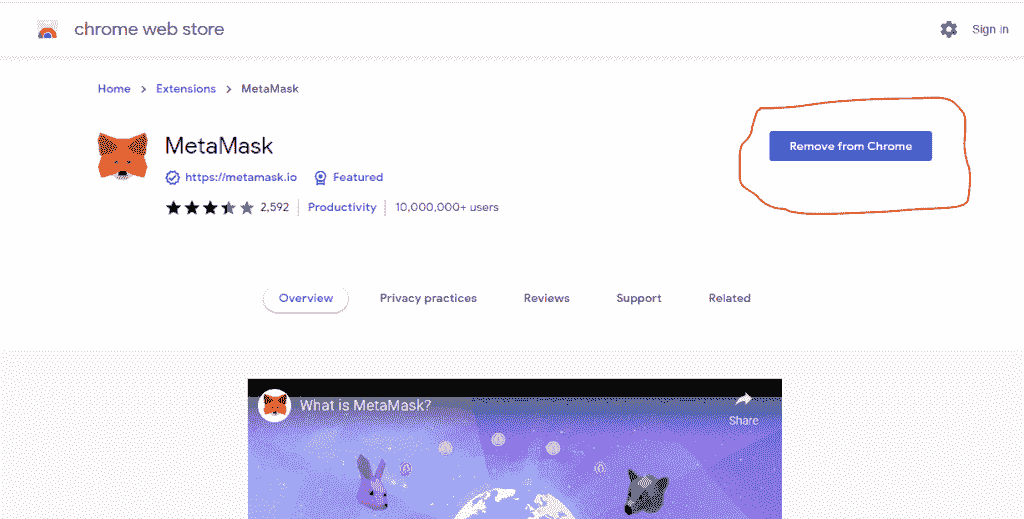 chrome web store
Sign in
Home > Extensions > MetaMask
MetaMask
Remove from Chrome
https://metamask.io Featured
2,592 Productivity 10,000,000+ users
Overview Privacy practices Reviews Support Related
What is MetaMask?
Share